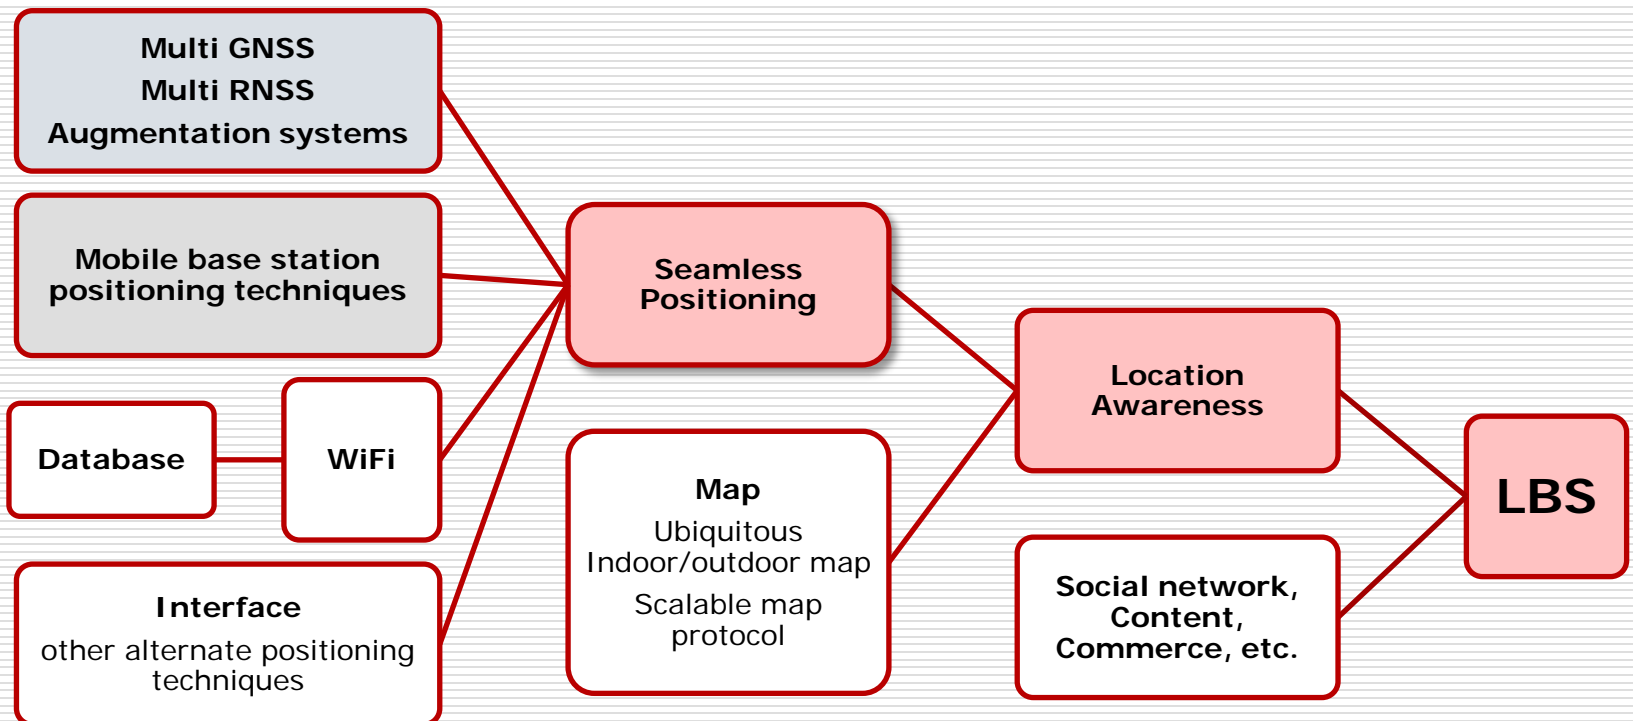 Multi GNSS
Multi RNSS
Augmentation systems
Mobile base station
positioning techniques
Database
WiFi
Interface
other alternate positioning
techniques
Seamless
Positioning
Map
Ubiquitous
Indoor/outdoor map
Scalable map
protocol
Location
Awareness
Social network,
Content,
Commerce, etc.
LBS